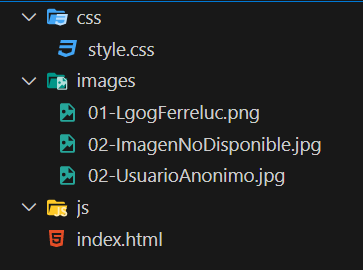 css
style.css
images
01-LgogFerreluc.png
02-ImagenNoDisponible.jpg
02-UsuarioAnonimo.jpg
js
index.html